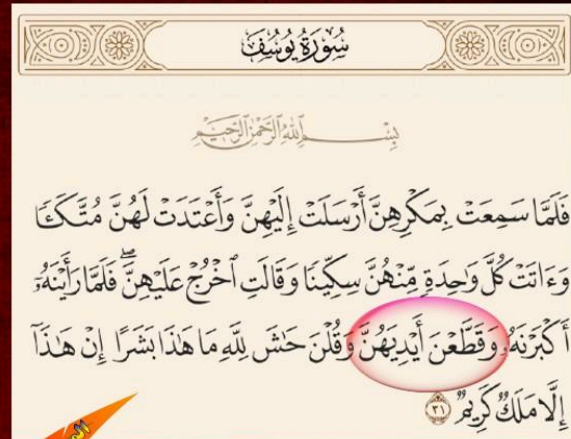 سُورَةُ يُوسُفَ
بِسْمِ ٱللَّهِ ٱلرَّحْمَٰنِ ٱلرَّحِيمِ
فَلَمَّا سَمِعَتْ بِمَكْرِهِنَّ أَرْسَلَتْ إِلَيْهِنَّ وَأَعْتَدَتْ لَهُنَّ مُتَّكَـًٔا
وَءَاتَتْ كُلَّ وَٰحِدَةٍ مِّنْهُنَّ سِكِّينًا وَقَالَتِ ٱخْرُجْ عَلَيْهِنَّ ۖ فَلَمَّا رَأَيْنَهُۥٓ
أَكْبَرْنَهُۥ وَقَطَّعْنَ أَيْدِيَهُنَّ وَقُلْنَ حَٰشَ لِلَّهِ مَا هَٰذَا بَشَرًا إِنْ هَٰذَآ
إِلَّا مَلَكٌ كَرِيمٌ ٣١